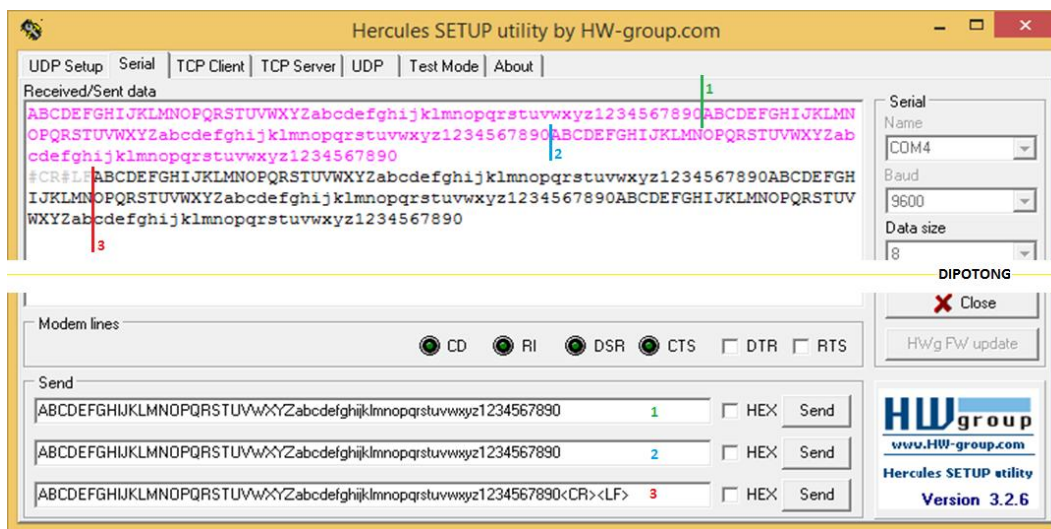 Hercules SETUP utility by HW-group.com
UDP Setup Serial TCP Client TCP Server UDP Test Mode About
Received/Sent data
1
ABCDEFGHIJKLMNOPQRSTUVWXYZabcdefghijklmnopqrstuvwxyz1234567890ABCDEFGHIJKLMN
OPQRSTUVWXYZabcdefghijklmnopqrstuvwxyz1234567890ABCDEFGHIJKLMNOPQRSTUVWXYZab
cdefghijklmnopqrstuvwxyz1234567890
2
#CR#LFABCDEFGHIJKLMNOPQRSTUVWXYZabcdefghijklmnopqrstuvwxyz1234567890ABCDEFGH
IJKLMNOPQRSTUVWXYZabcdefghijklmnopqrstuvwxyz1234567890ABCDEFGHIJKLMNOPQRSTUV
WXYZabcdefghijklmnopqrstuvwxyz1234567890
3
Serial
Name
COM4
Baud
9600
Data size
8
DIPOTONG
Close
Modem lines
CD RI DSR CTS DTR RTS
HWg FW update
Send
ABCDEFGHIJKLMNOPQRSTUVWXYZabcdefghijklmnopqrstuvwxyz1234567890 1 HEX Send
ABCDEFGHIJKLMNOPQRSTUVWXYZabcdefghijklmnopqrstuvwxyz1234567890 2 HEX Send
ABCDEFGHIJKLMNOPQRSTUVWXYZabcdefghijklmnopqrstuvwxyz1234567890<CR><LF> 3 HEX Send
HW group
www.HW-group.com
Hercules SETUP utility
Version 3.2.6